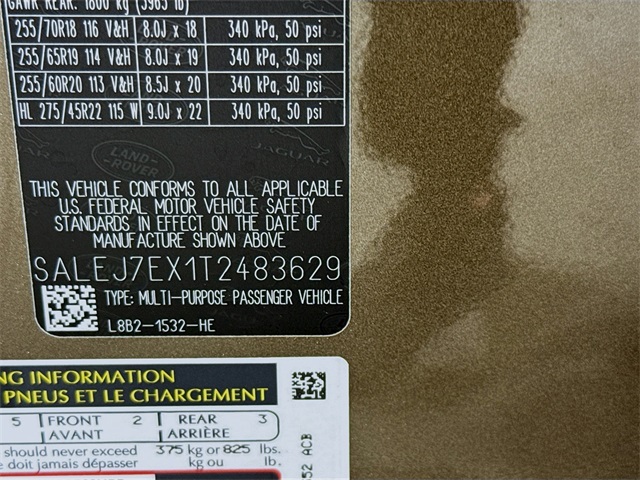 GAWR REAR: 1800 kg (3965 lb)
255/70R18 116 V&H 8.0J x 18 340 kPa, 50 psi
255/65R19 114 V&H 8.0J x 19 340 kPa, 50 psi
255/60R20 113 V&H 8.5J x 20 340 kPa, 50 psi
HL 275/45R22 115 W 9.0J x 22 340 kPa, 50 psi
LAND-
ROVER
JAGUAR
THIS VEHICLE CONFORMS TO ALL APPLICABLE
U.S. FEDERAL MOTOR VEHICLE SAFETY
STANDARDS IN EFFECT ON THE DATE OF
MANUFACTURE SHOWN ABOVE
SALEJ7EX1T2483629
TYPE: MULTI-PURPOSE PASSENGER VEHICLE
L8B2-1532-HE
NG INFORMATION
PNEUS ET LE CHARGEMENT
5 FRONT 2 REAR 3
AVANT ARRIÈRE
should never exceed 375 kg or 825 lbs.
e doit jamais dépasser kg ou lb.
52 ACB